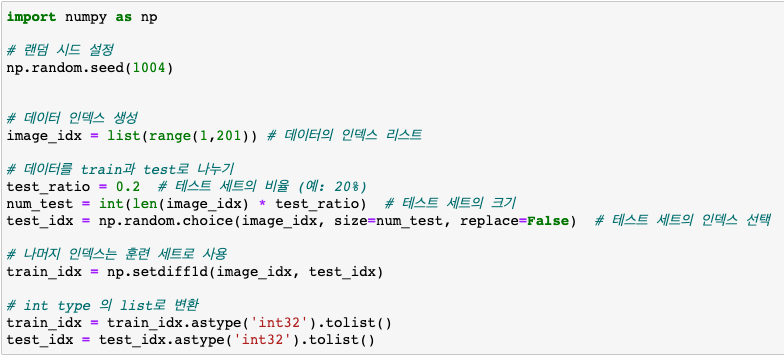 import numpy as np
# 랜덤 시드 설정
np.random.seed(1004)
# 데이터 인덱스 생성
image_idx = list(range(1,201)) # 데이터의 인덱스 리스트
# 데이터를 train과 test로 나누기
test_ratio = 0.2  # 테스트 세트의 비율 (예: 20%)
num_test = int(len(image_idx) * test_ratio)  # 테스트 세트의 크기
test_idx = np.random.choice(image_idx, size=num_test, replace=False)  # 테스트 세트의 인덱스 선택
# 나머지 인덱스는 훈련 세트로 사용
train_idx = np.setdiff1d(image_idx, test_idx)
# int type 의 list로 변환
train_idx = train_idx.astype('int32').tolist()
test_idx = test_idx.astype('int32').tolist()